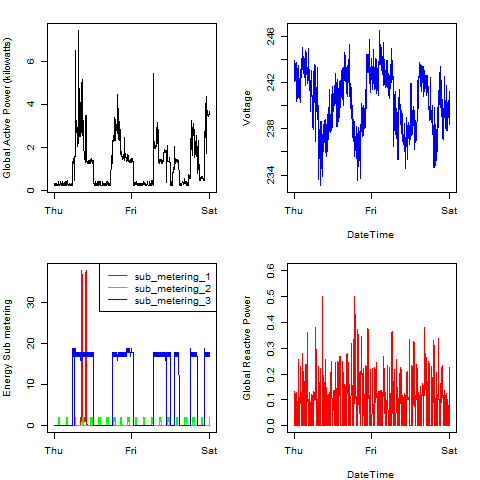 Global Active Power (kilowatts)
0 2 4 6
Thu Fri Sat
Voltage
234 238 242 246
Thu Fri Sat
DateTime
Energy Sub metering
0 10 20 30
sub_metering_1
sub_metering_2
sub_metering_3
Thu Fri Sat
Global Reactive Power
0.0 0.1 0.2 0.3 0.4 0.5 0.6
Thu Fri Sat
DateTime